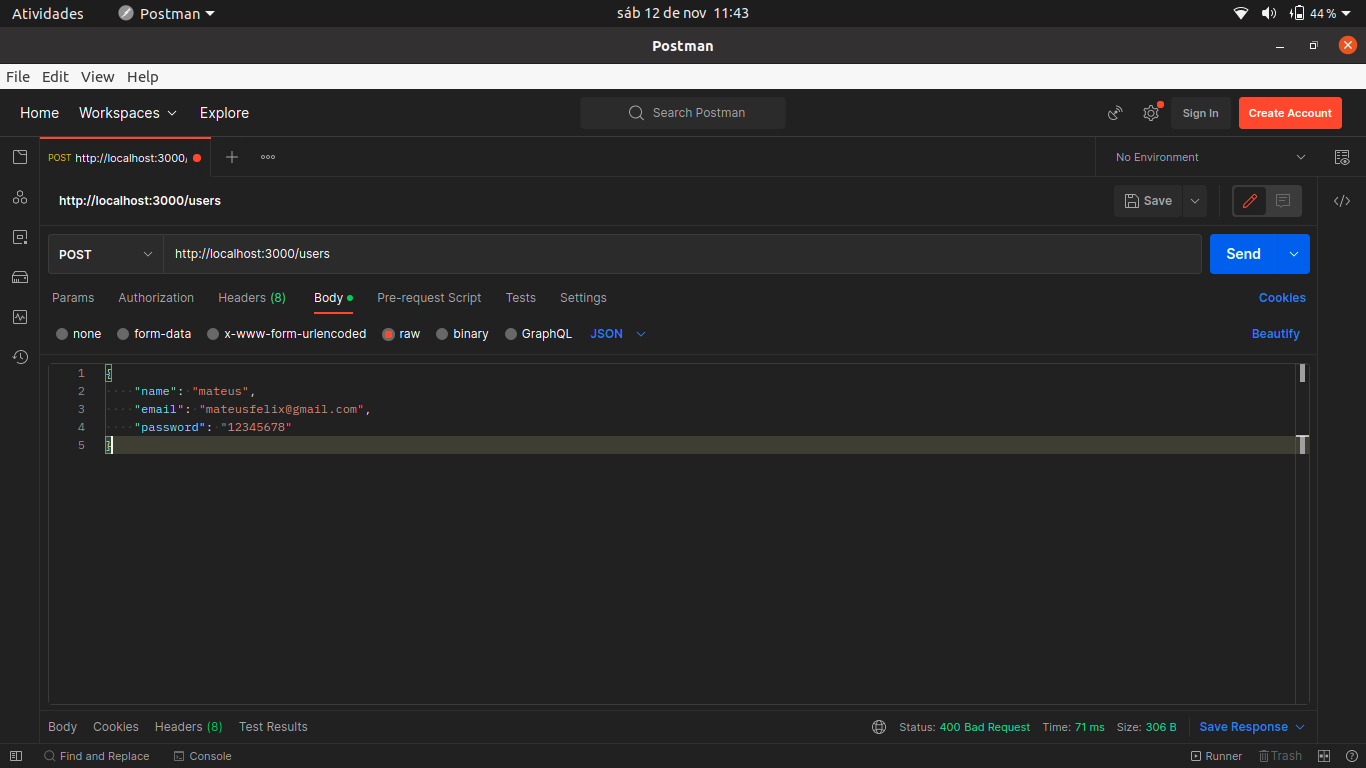 Atividades Postman sáb 12 de nov 11:43 44 %
Postman
File Edit View Help
Home Workspaces Explore Search Postman Sign In Create Account
POST http://localhost:3000/ No Environment
http://localhost:3000/users Save
POST http://localhost:3000/users Send
Params Authorization Headers (8) Body Pre-request Script Tests Settings Cookies
none form-data x-www-form-urlencoded raw binary GraphQL JSON Beautify
1 {
2 "name": "mateus",
3 "email": "mateusfelix@gmail.com",
4 "password": "12345678"
5 }
Body Cookies Headers (8) Test Results Status: 400 Bad Request Time: 71 ms Size: 306 B Save Response
Find and Replace Console Runner Trash